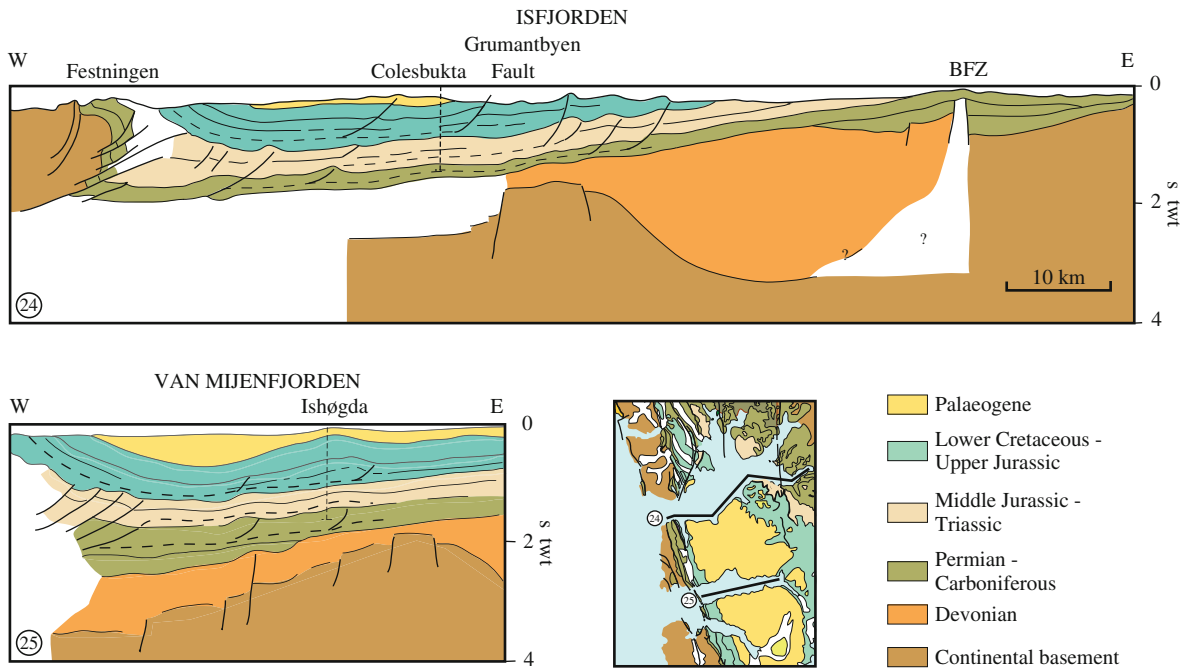 ISFJORDEN
Grumantbyen
W Festningen Colesbukta Fault BFZ E
0
2
s twt
? ?
10 km
24
4
VAN MIJENFJORDEN
W Ishøgda E
0
2
s twt
25
4
24
25
Palaeogene
Lower Cretaceous -
Upper Jurassic
Middle Jurassic -
Triassic
Permian -
Carboniferous
Devonian
Continental basement